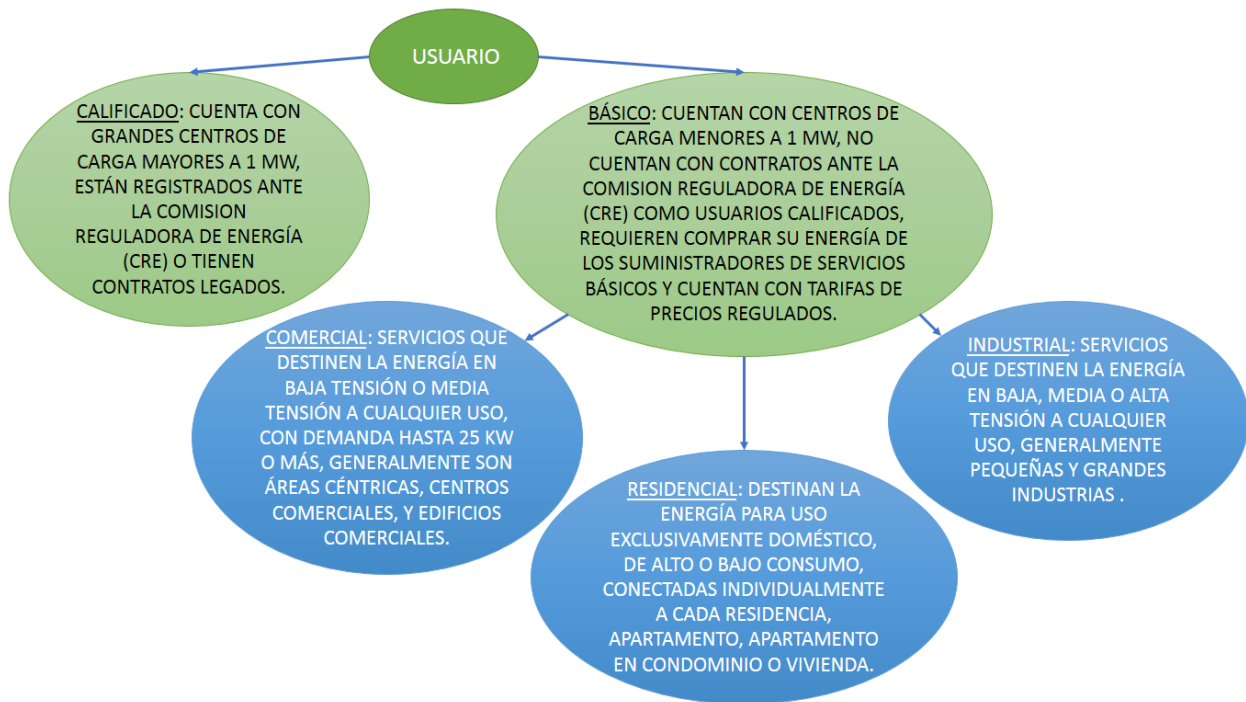 USUARIO
CALIFICADO: CUENTA CON
GRANDES CENTROS DE
CARGA MAYORES A 1 MW,
ESTÁN REGISTRADOS ANTE
LA COMISION
REGULADORA DE ENERGÍA
(CRE) O TIENEN
CONTRATOS LEGADOS.
BÁSICO: CUENTAN CON CENTROS DE
CARGA MENORES A 1 MW, NO
CUENTAN CON CONTRATOS ANTE LA
COMISION REGULADORA DE ENERGÍA
(CRE) COMO USUARIOS CALIFICADOS,
REQUIEREN COMPRAR SU ENERGÍA DE
LOS SUMINISTRADORES DE SERVICIOS
BÁSICOS Y CUENTAN CON TARIFAS DE
PRECIOS REGULADOS.
COMERCIAL: SERVICIOS QUE
DESTINEN LA ENERGÍA EN
BAJA TENSIÓN O MEDIA
TENSIÓN A CUALQUIER USO,
CON DEMANDA HASTA 25 KW
O MÁS, GENERALMENTE SON
ÁREAS CÉNTRICAS, CENTROS
COMERCIALES, Y EDIFICIOS
COMERCIALES.
RESIDENCIAL: DESTINAN LA
ENERGÍA PARA USO
EXCLUSIVAMENTE DOMÉSTICO,
DE ALTO O BAJO CONSUMO,
CONECTADAS INDIVIDUALMENTE
A CADA RESIDENCIA,
APARTAMENTO, APARTAMENTO
EN CONDOMINIO O VIVIENDA.
INDUSTRIAL: SERVICIOS
QUE DESTINEN LA ENERGÍA
EN BAJA, MEDIA O ALTA
TENSIÓN A CUALQUIER
USO, GENERALMENTE
PEQUEÑAS Y GRANDES
INDUSTRIAS .